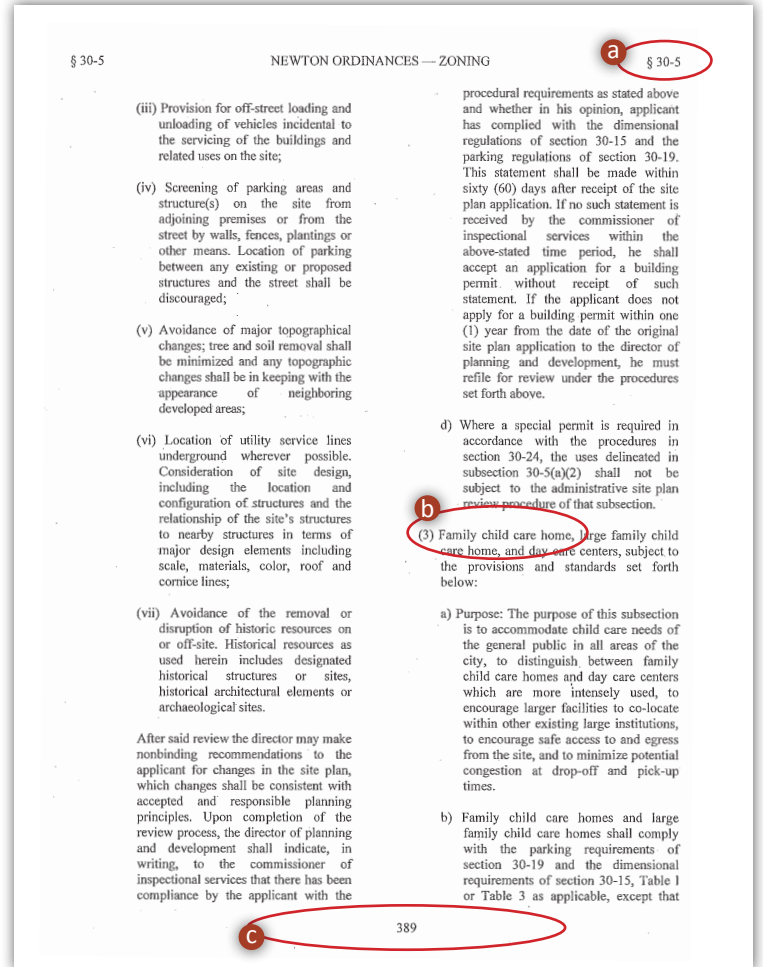 § 30-5 NEWTON ORDINANCES — ZONING § 30-5
a
(iii) Provision for off-street loading and
unloading of vehicles incidental to
the servicing of the buildings and
related uses on the site;
(iv) Screening of parking areas and
structure(s) on the site from
adjoining premises or from the
street by walls, fences, plantings or
other means. Location of parking
between any existing or proposed
structures and the street shall be
discouraged;
(v) Avoidance of major topographical
changes; tree and soil removal shall
be minimized and any topographic
changes shall be in keeping with the
appearance of neighboring
developed areas;
(vi) Location of utility service lines
underground wherever possible.
Consideration of site design,
including the location and
configuration of structures and the
relationship of the site's structures
to nearby structures in terms of
major design elements including
scale, materials, color, roof and
cornice lines;
(vii) Avoidance of the removal or
disruption of historic resources on
or off-site. Historical resources as
used herein includes designated
historical structures or sites,
historical architectural elements or
archaeological sites.
After said review the director may make
nonbinding recommendations to the
applicant for changes in the site plan,
which changes shall be consistent with
accepted and responsible planning
principles. Upon completion of the
review process, the director of planning
and development shall indicate, in
writing, to the commissioner of
inspectional services that there has been
compliance by the applicant with the
procedural requirements as stated above
and whether in his opinion, applicant
has complied with the dimensional
regulations of section 30-15 and the
parking regulations of section 30-19.
This statement shall be made within
sixty (60) days after receipt of the site
plan application. If no such statement is
received by the commissioner of
inspectional services within the
above-stated time period, he shall
accept an application for a building
permit without receipt of such
statement. If the applicant does not
apply for a building permit within one
(1) year from the date of the original
site plan application to the director of
planning and development, he must
refile for review under the procedures
set forth above.
d) Where a special permit is required in
accordance with the procedures in
section 30-24, the uses delineated in
subsection 30-5(a)(2) shall not be
subject to the administrative site plan
review procedure of that subsection.
b
(3) Family child care home, large family child
care home, and day care centers, subject to
the provisions and standards set forth
below:
a) Purpose: The purpose of this subsection
is to accommodate child care needs of
the general public in all areas of the
city, to distinguish between family
child care homes and day care centers
which are more intensely used, to
encourage larger facilities to co-locate
within other existing large institutions,
to encourage safe access to and egress
from the site, and to minimize potential
congestion at drop-off and pick-up
times.
b) Family child care homes and large
family child care homes shall comply
with the parking requirements of
section 30-19 and the dimensional
requirements of section 30-15, Table 1
or Table 3 as applicable, except that
c
389